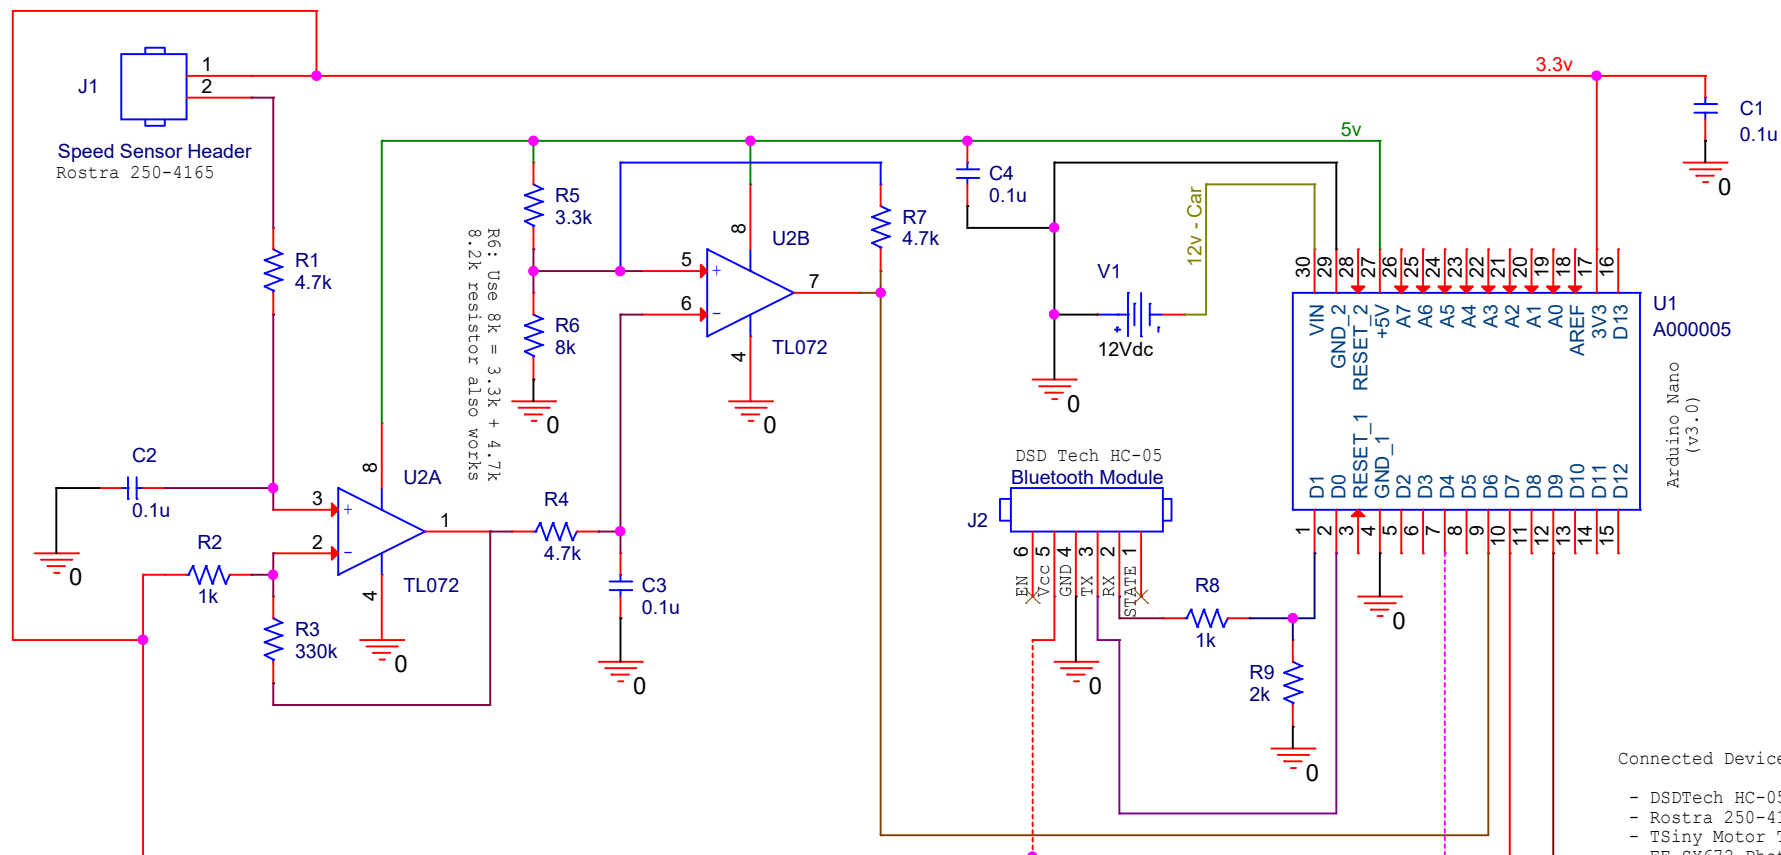 3.3v
1
2
J1
Speed Sensor Header
Rostra 250-4165
C1
0.1u
0
5v
C4
0.1u
12v - Car
R5
3.3k
R7
4.7k
8
U2B
5
+
7
6
-
4
TL072
0
R6
8k
0
R6: Use 8k = 3.3k + 4.7k
8.2k resistor also works
R1
4.7k
V1
+
-
12Vdc
0
30
29
28
27
26
25
24
23
22
21
20
19
18
17
16
VIN
GND_2
RESET_2
+5V
A7
A6
A5
A4
A3
A2
A1
A0
AREF
3V3
D13
U1
A000005
Arduino Nano
(v3.0)
D1
D0
RESET_1
GND_1
D2
D3
D4
D5
D6
D7
D8
D9
D10
D11
D12
1
2
3
4
5
6
7
8
9
10
11
12
13
14
15
0
C2
0.1u
0
8
U2A
3
+
1
2
-
4
TL072
0
R2
1k
R3
330k
R4
4.7k
C3
0.1u
0
DSD Tech HC-05
Bluetooth Module
J2
6
5
4
3
2
1
EN
Vcc
GND
TX
RX
STATE
0
R8
1k
R9
2k
0
Connected Device
- DSDTech HC-05
- Rostra 250-41
- TSiny Motor T